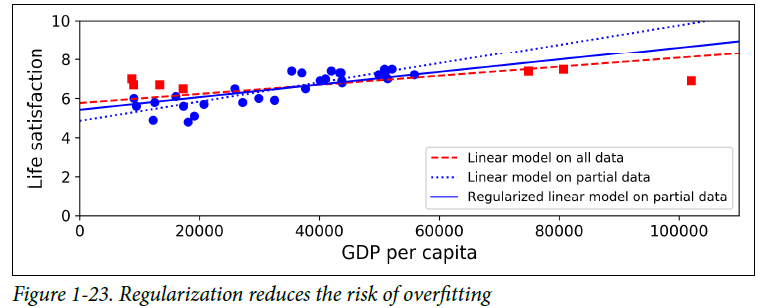 10
8
6
4
2
0
Life satisfaction
Linear model on all data
Linear model on partial data
Regularized linear model on partial data
0 20000 40000 60000 80000 100000
GDP per capita
Figure 1-23. Regularization reduces the risk of overfitting